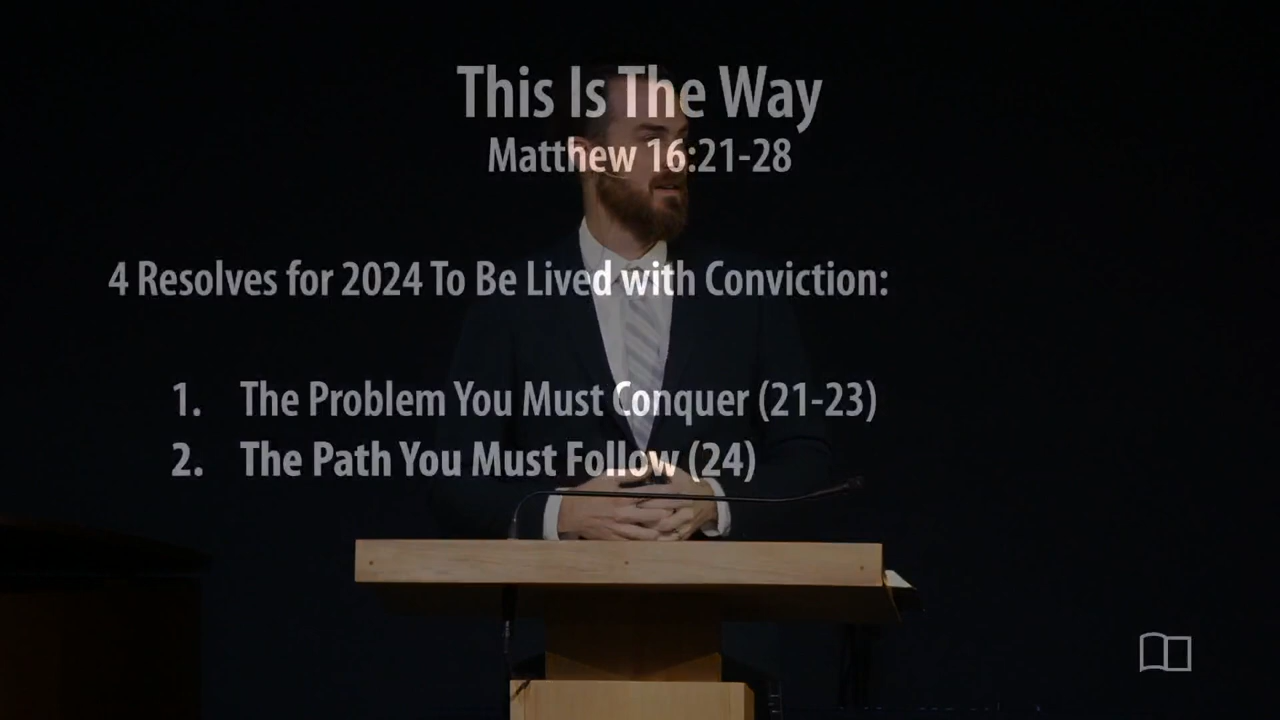 This Is The Way
Matthew 16:21-28
4 Resolves for 2024 To Be Lived with Conviction:
1. The Problem You Must Conquer (21-23)
2. The Path You Must Follow (24)